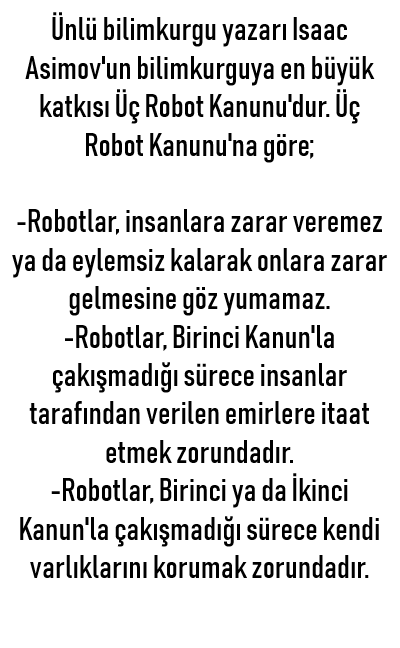 Ünlü bilimkurgu yazarı Isaac
Asimov'un bilimkurguya en büyük
katkısı Üç Robot Kanunu'dur. Üç
Robot Kanunu'na göre;
-Robotlar, insanlara zarar veremez
ya da eylemsiz kalarak onlara zarar
gelmesine göz yumamaz.
-Robotlar, Birinci Kanun'la
çakışmadığı sürece insanlar
tarafından verilen emirlere itaat
etmek zorundadır.
-Robotlar, Birinci ya da İkinci
Kanun'la çakışmadığı sürece kendi
varlıklarını korumak zorundadır.